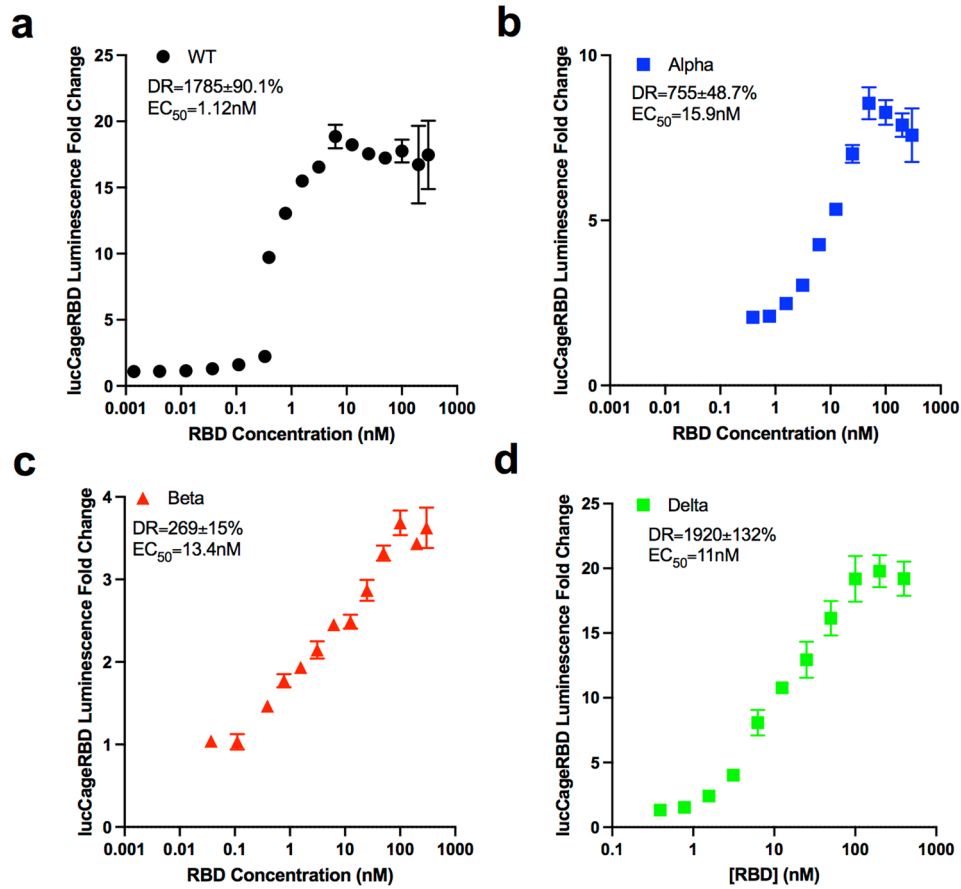 a
WT
DR=1785±90.1%
EC50=1.12nM
lucCageRBD Luminescence Fold Change
25
20
15
10
5
0
0.001 0.01 0.1 1 10 100 1000
RBD Concentration (nM)
b
Alpha
DR=755±48.7%
EC50=15.9nM
lucCageRBD Luminescence Fold Change
10
5
0
0.001 0.01 0.1 1 10 100 1000
RBD Concentration (nM)
c
Beta
DR=269±15%
EC50=13.4nM
lucCageRBD Luminescence Fold Change
4
3
2
1
0
0.001 0.01 0.1 1 10 100 1000
RBD Concentration (nM)
d
Delta
DR=1920±132%
EC50=11nM
lucCageRBD Luminescence Fold Change
25
20
15
10
5
0
0.1 1 10 100 1000
[RBD] (nM)